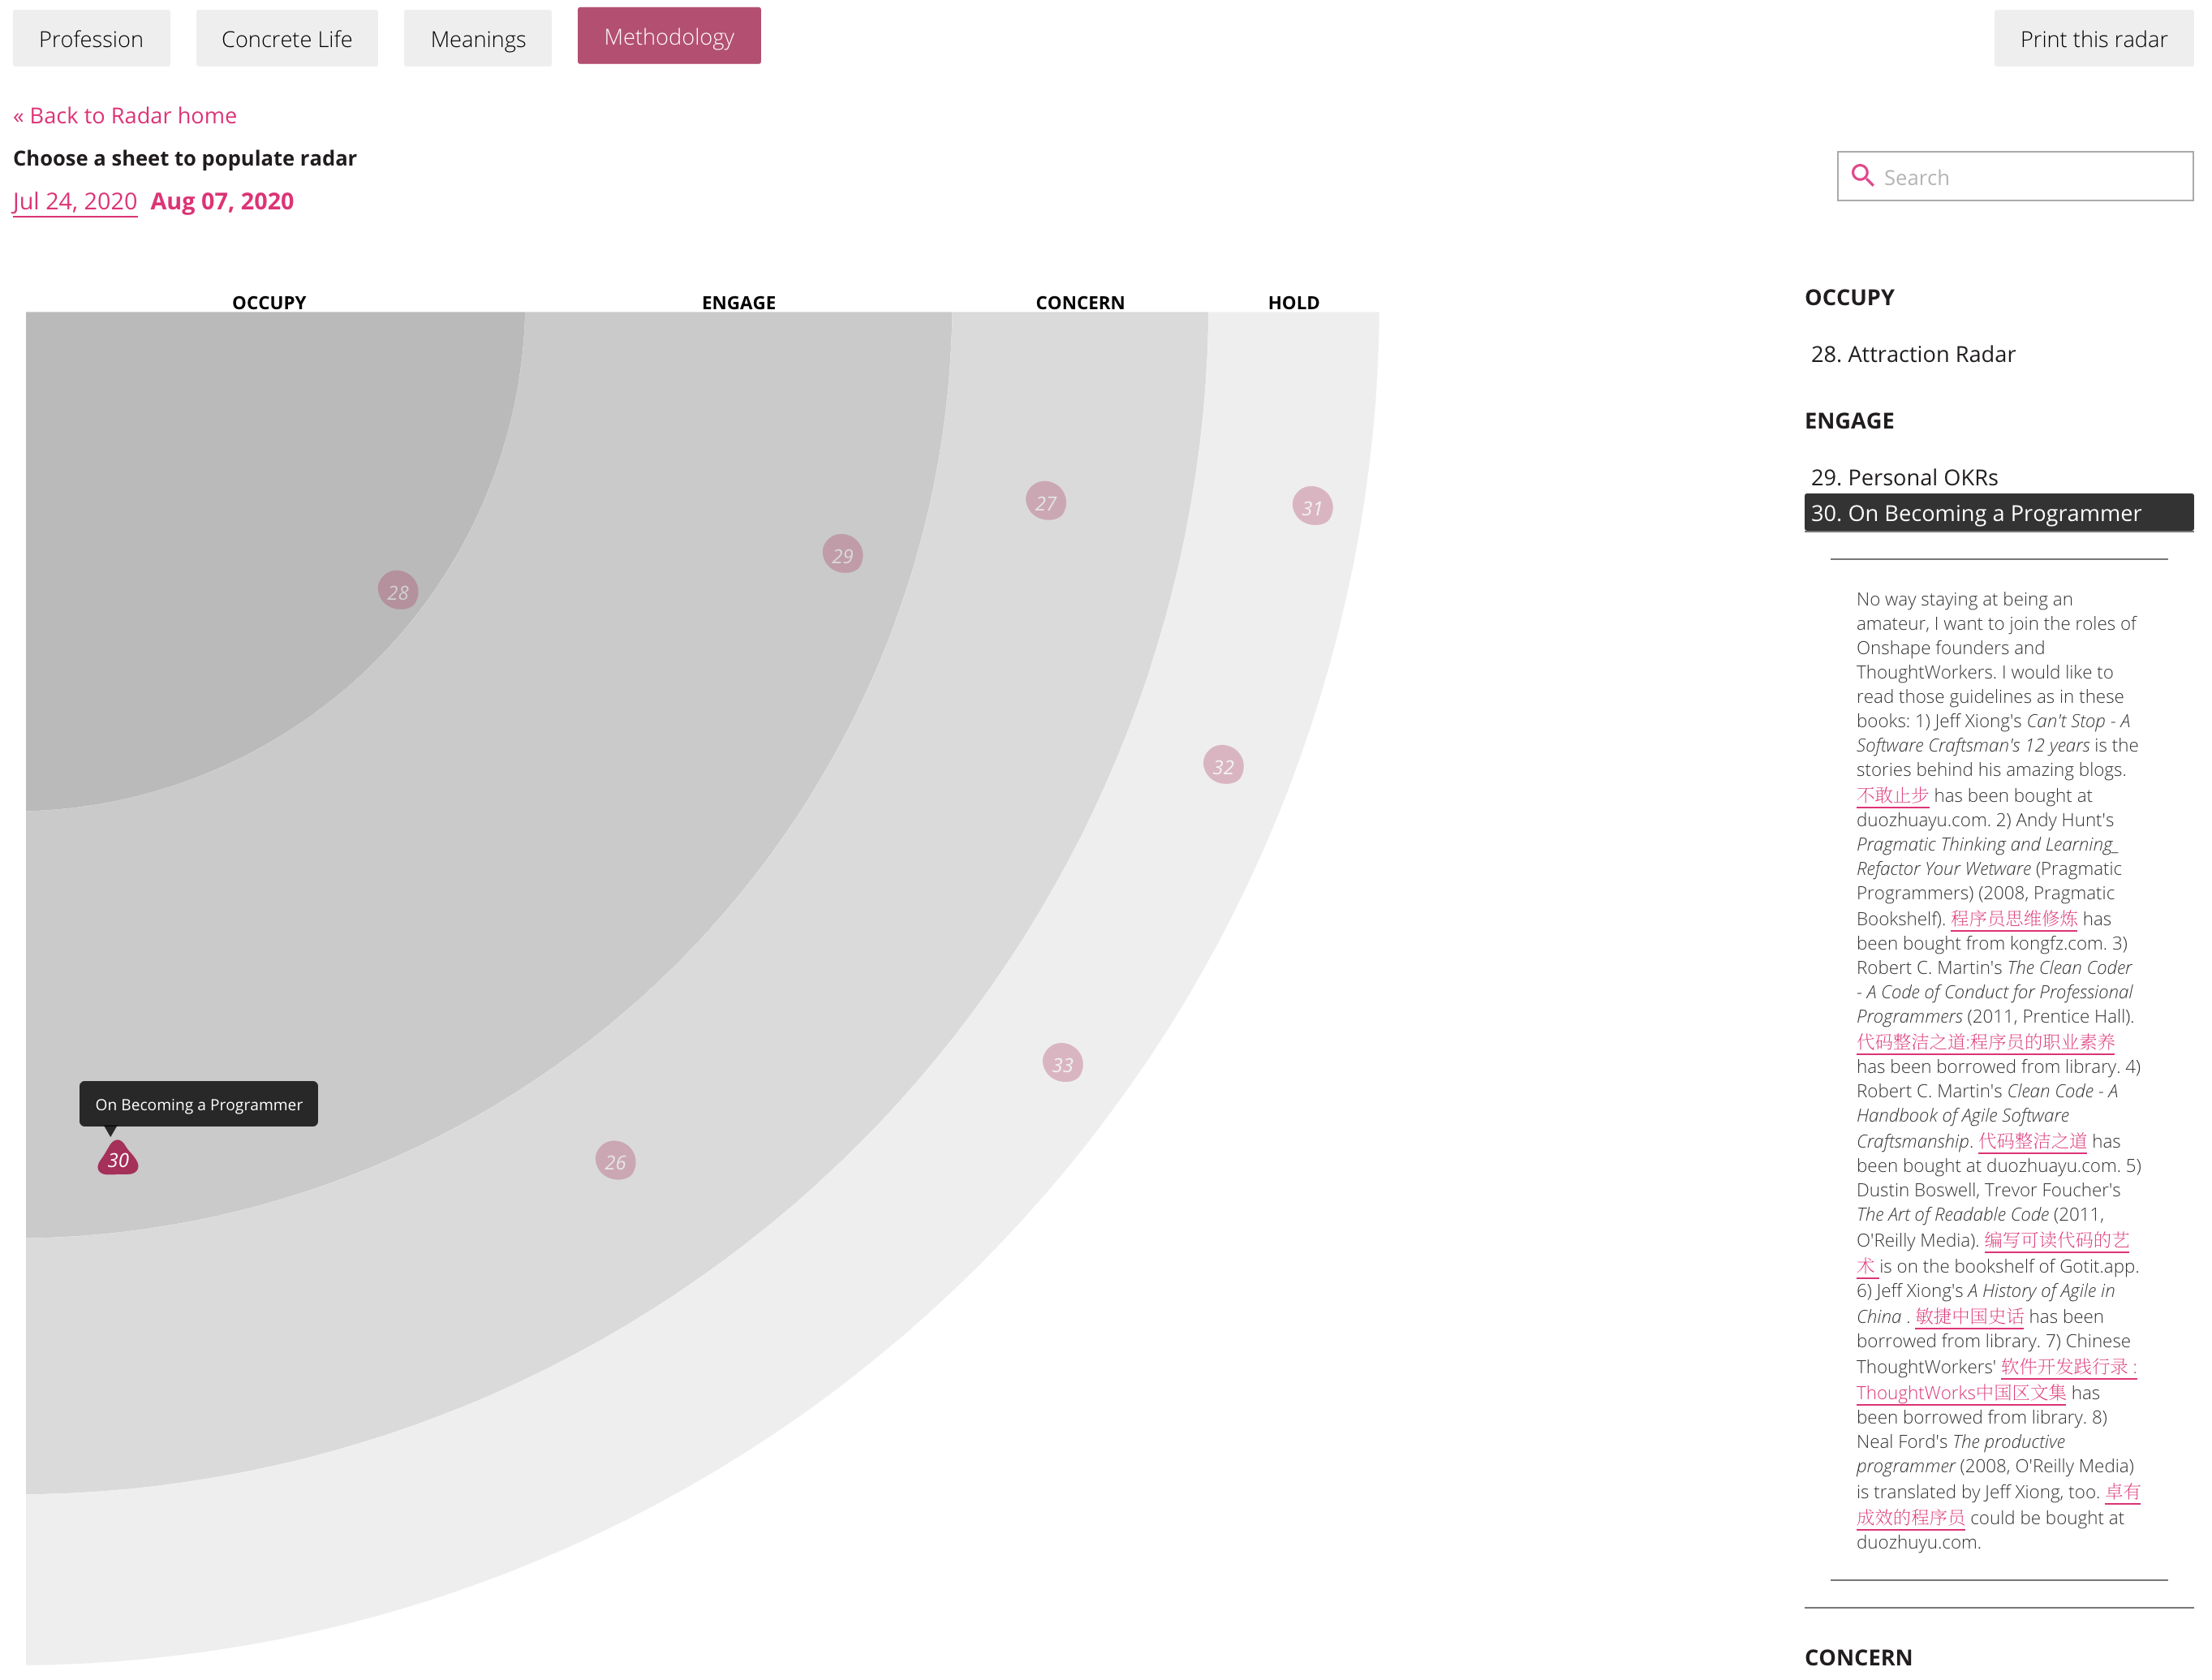 Profession
Concrete Life
Meanings
Methodology
Print this radar
« Back to Radar home
Choose a sheet to populate radar
Jul 24, 2020 Aug 07, 2020
Search
OCCUPY
ENGAGE
CONCERN
HOLD
28
29
27
31
32
33
26
On Becoming a Programmer
30
OCCUPY
28. Attraction Radar
ENGAGE
29. Personal OKRs
30. On Becoming a Programmer
No way staying at being an
amateur, I want to join the roles of
Onshape founders and
ThoughtWorkers. I would like to
read those guidelines as in these
books: 1) Jeff Xiong's Can't Stop - A
Software Craftsman's 12 years is the
stories behind his amazing blogs.
不敢止步 has been bought at
duozhuayu.com. 2) Andy Hunt's
Pragmatic Thinking and Learning_
Refactor Your Wetware (Pragmatic
Programmers) (2008, Pragmatic
Bookshelf). 程序员思维修炼 has
been bought from kongfz.com. 3)
Robert C. Martin's The Clean Coder
- A Code of Conduct for Professional
Programmers (2011, Prentice Hall).
代码整洁之道:程序员的职业素养
has been borrowed from library. 4)
Robert C. Martin's Clean Code - A
Handbook of Agile Software
Craftsmanship. 代码整洁之道 has
been bought at duozhuayu.com. 5)
Dustin Boswell, Trevor Foucher's
The Art of Readable Code (2011,
O'Reilly Media). 编写可读代码的艺
术 is on the bookshelf of Gotit.app.
6) Jeff Xiong's A History of Agile in
China . 敏捷中国史话 has been
borrowed from library. 7) Chinese
ThoughtWorkers' 软件开发践行录 :
ThoughtWorks中国区文集 has
been borrowed from library. 8)
Neal Ford's The productive
programmer (2008, O'Reilly Media)
is translated by Jeff Xiong, too. 卓有
成效的程序员 could be bought at
duozhuyu.com.
CONCERN